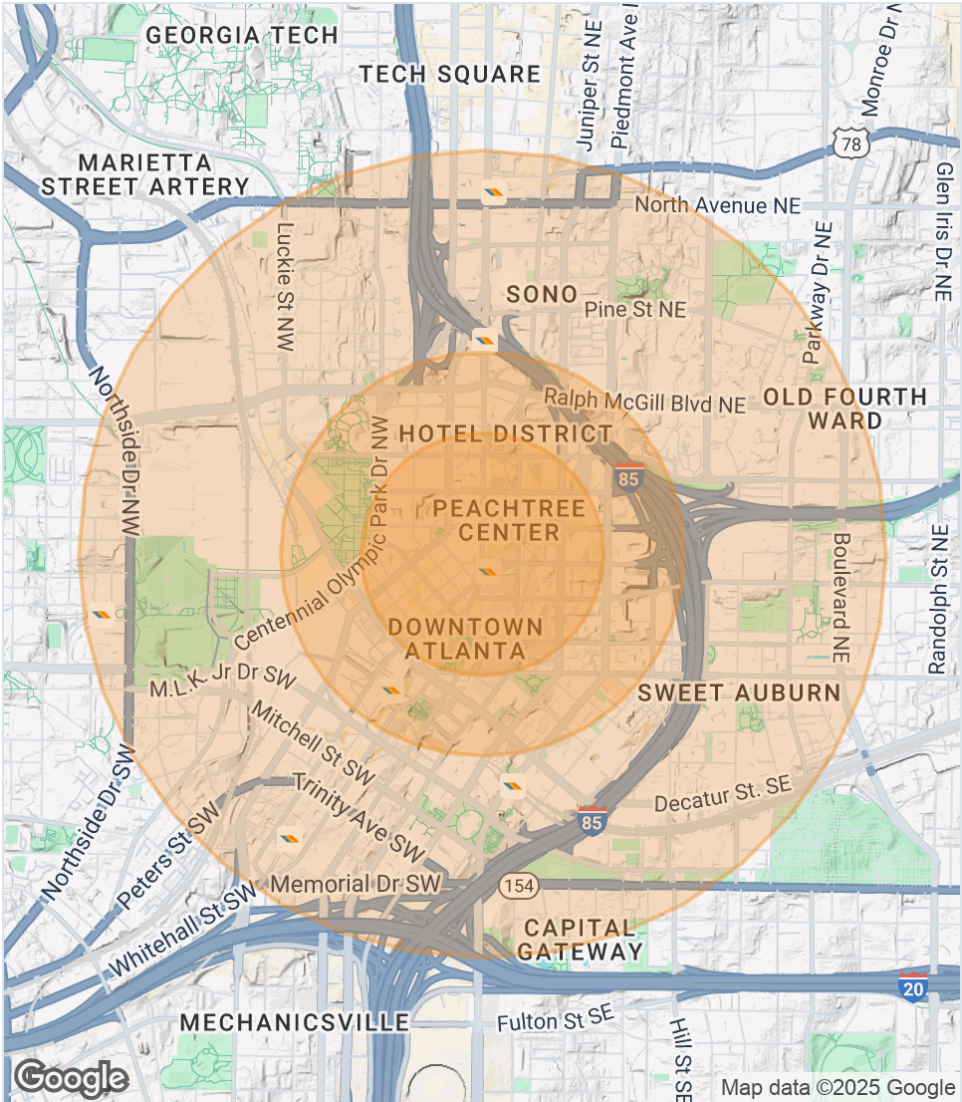 GEORGIA TECH
TECH SQUARE
Juniper St NE
Piedmont Ave
Monroe Dr
78
MARIETTA
STREET ARTERY
North Avenue NE
Glen Iris Dr NE
Luckie St NW
Parkway Dr NE
SONO
Pine St NE
Northside Dr NW
Ralph McGill Blvd NE
OLD FOURTH
WARD
HOTEL DISTRICT
Centennial Olympic Park Dr NW
85
PEACHTREE
CENTER
Boulevard NE
Randolph St NE
DOWNTOWN
ATLANTA
M.L.K. Jr Dr SW
SWEET AUBURN
Mitchell St SW
Northside Dr SW
Trinity Ave SW
Decatur St. SE
85
Peters St SW
Memorial Dr SW
154
Whitehall St SW
CAPITAL
GATEWAY
20
MECHANICSVILLE
Fulton St SE
Hill St SE
Google
Map data ©2025 Google